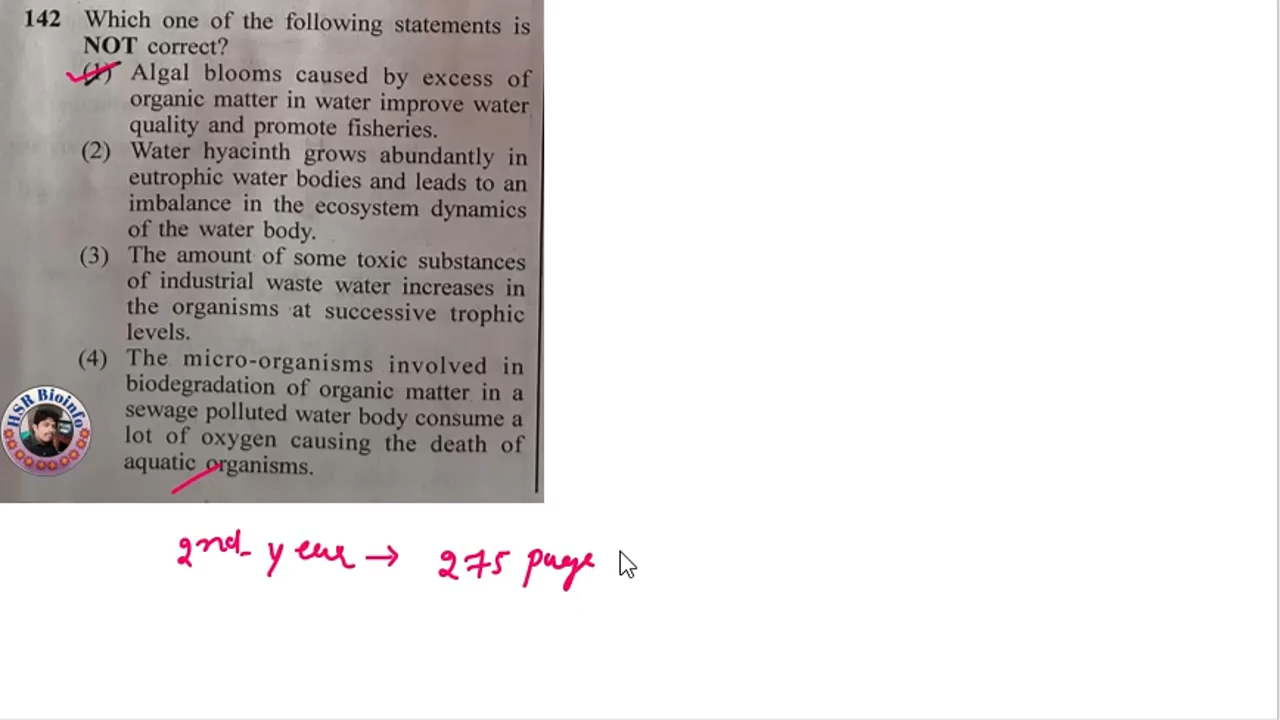 142 Which one of the following statements is
NOT correct?
(1) Algal blooms caused by excess of
organic matter in water improve water
quality and promote fisheries.
(2) Water hyacinth grows abundantly in
eutrophic water bodies and leads to an
imbalance in the ecosystem dynamics
of the water body.
(3) The amount of some toxic substances
of industrial waste water increases in
the organisms at successive trophic
levels.
(4) The micro-organisms involved in
biodegradation of organic matter in a
sewage polluted water body consume a
lot of oxygen causing the death of
aquatic organisms.
HSR Bioinfo
2nd year → 275 page